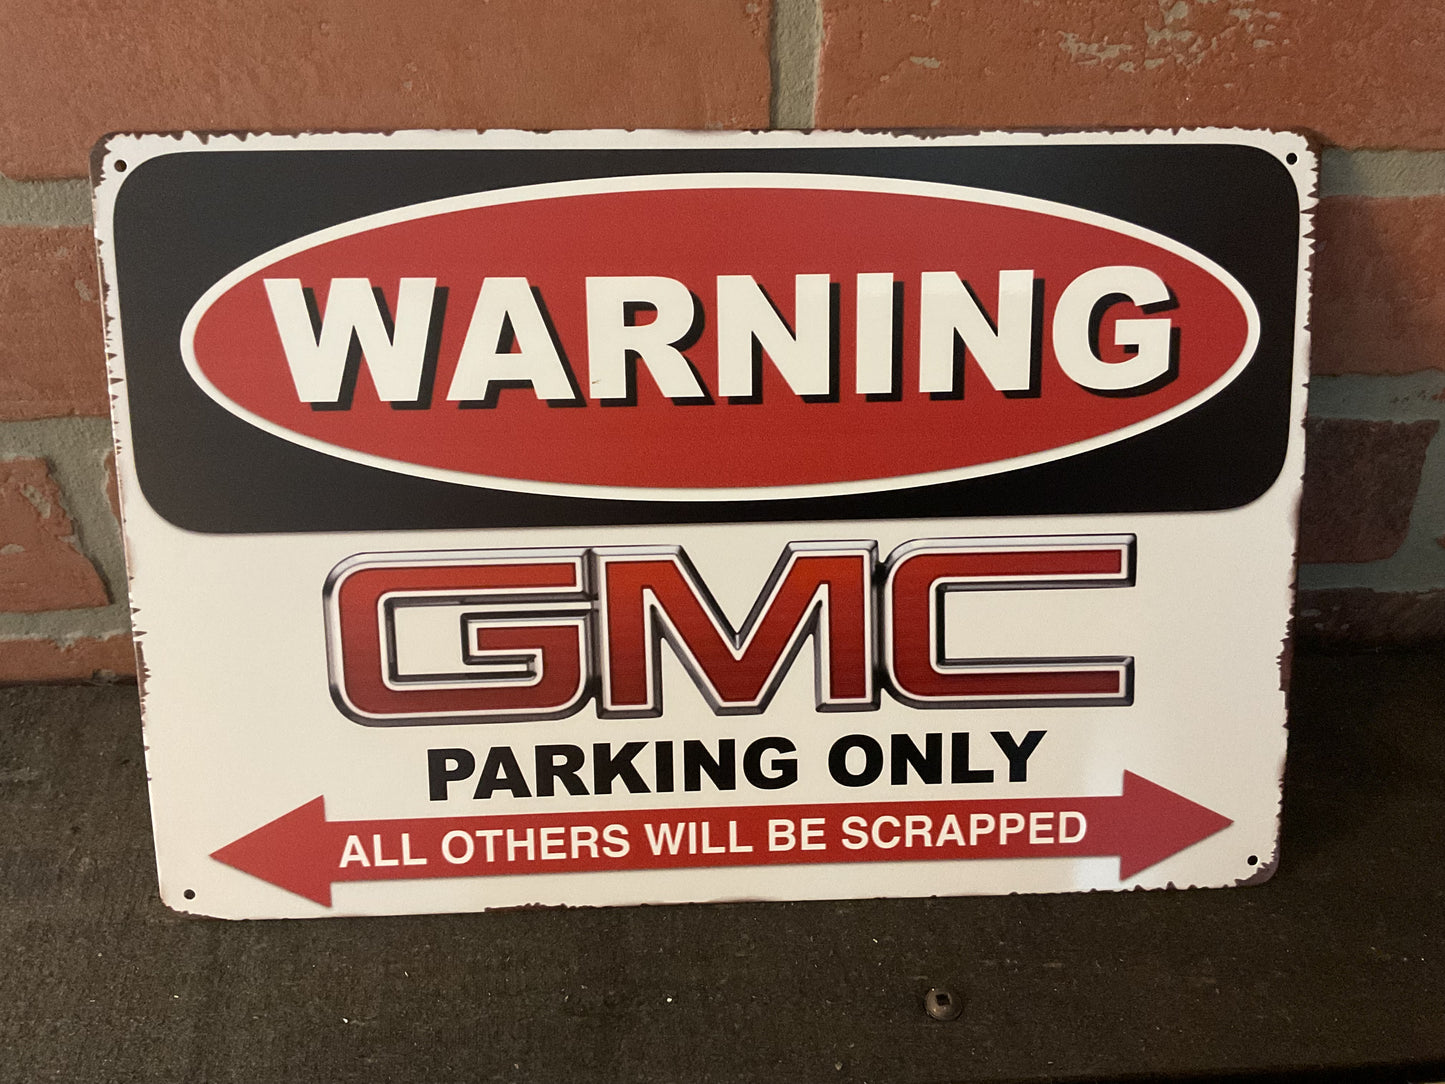 WARNING
GMC
PARKING ONLY
ALL OTHERS WILL BE SCRAPPED